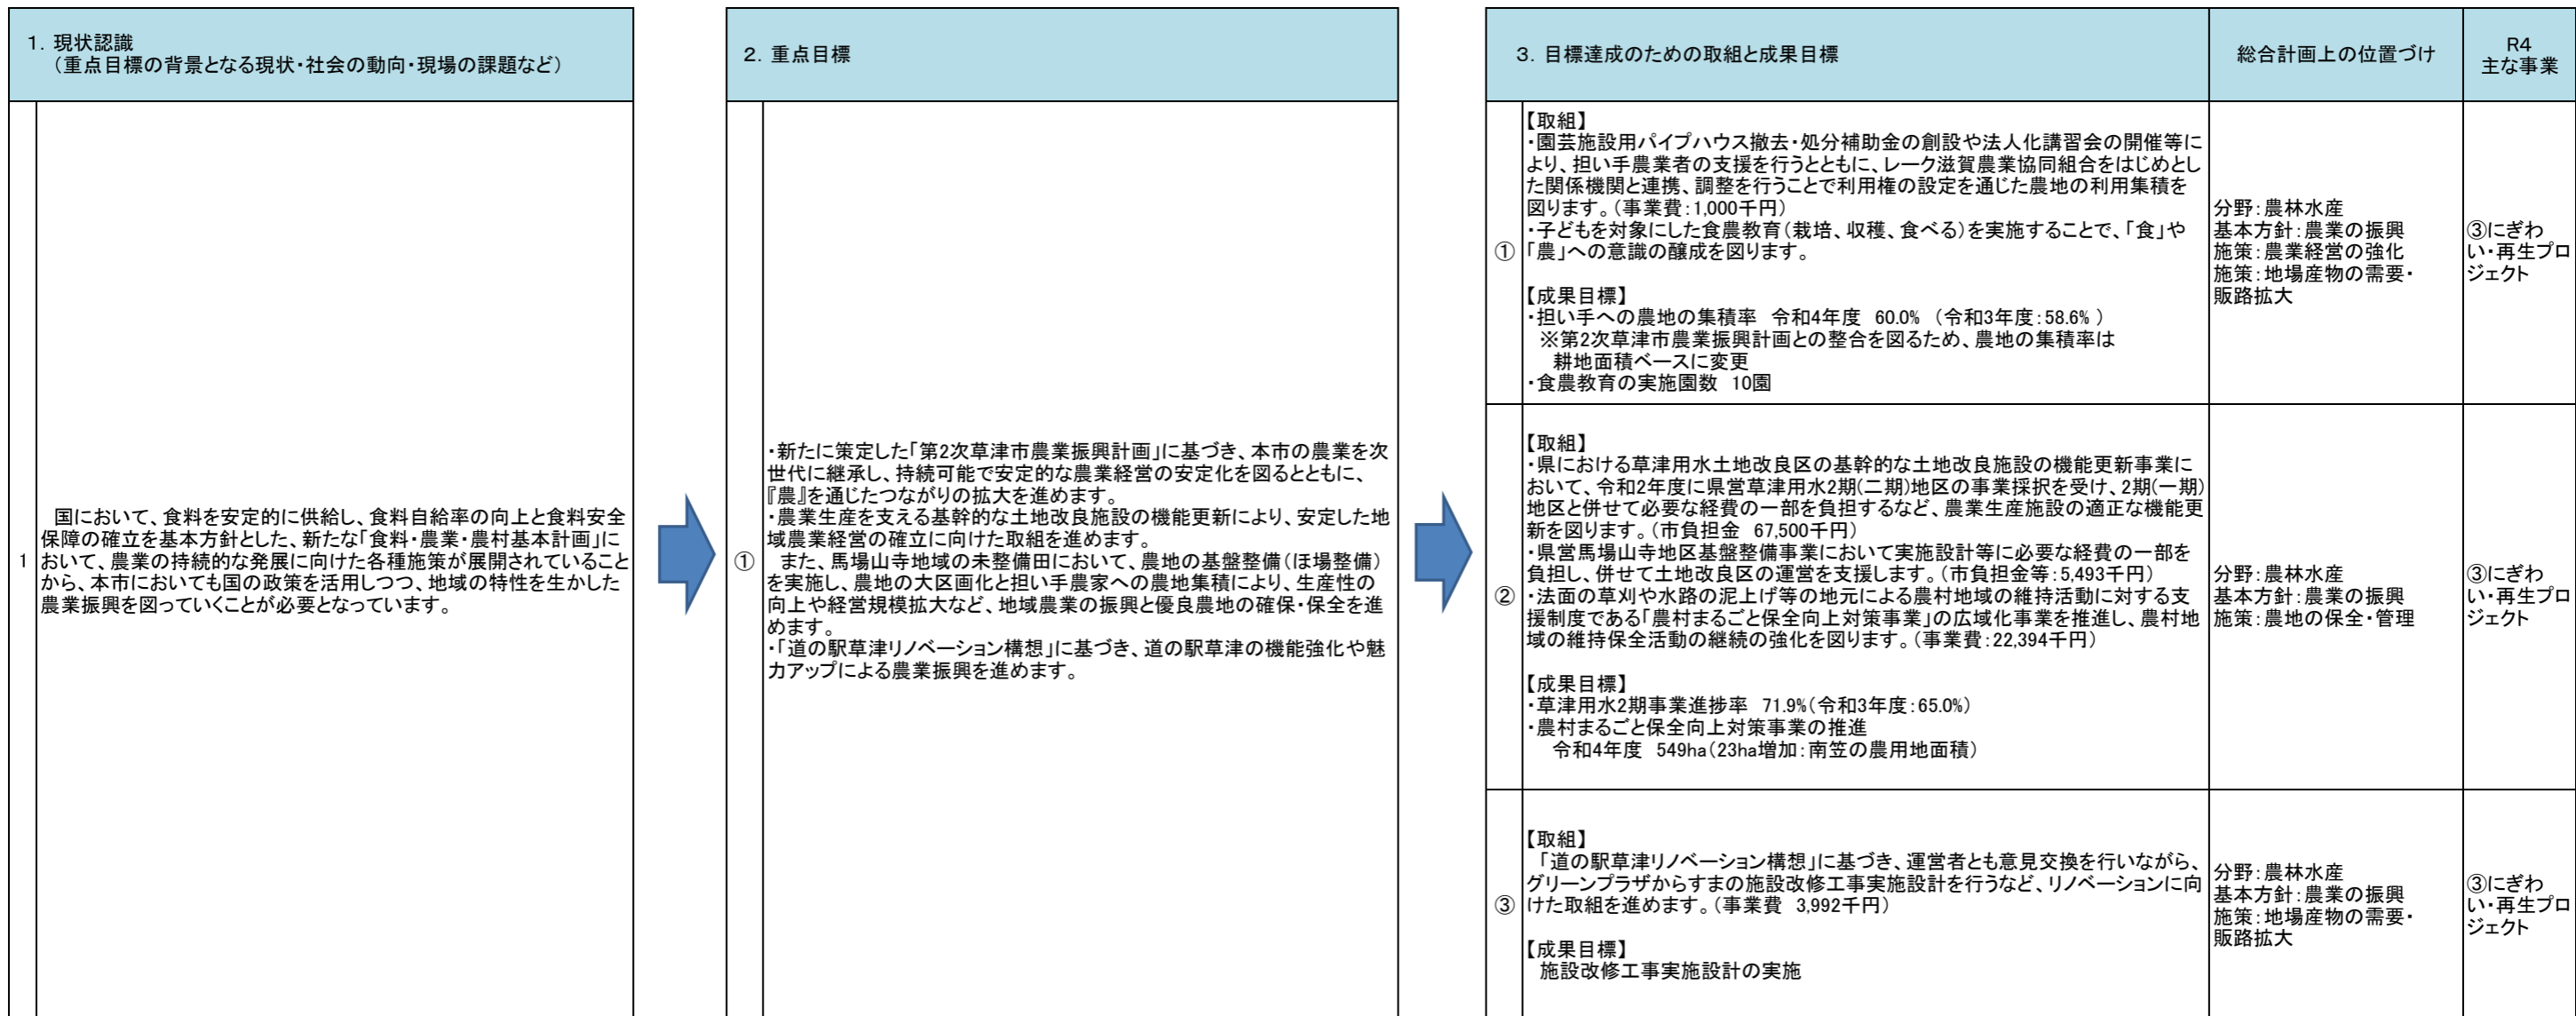 1. 現状認識
（重点目標の背景となる現状・社会の動向・現場の課題など）
1
国において、食料を安定的に供給し、食料自給率の向上と食料安全
保障の確立を基本方針とした、新たな「食料・農業・農村基本計画」に
おいて、農業の持続的な発展に向けた各種施策が展開されていること
から、本市においても国の政策を活用しつつ、地域の特性を生かした
農業振興を図っていくことが必要となっています。
2. 重点目標
①
・新たに策定した「第2次草津市農業振興計画」に基づき、本市の農業を次
世代に継承し、持続可能で安定的な農業経営の安定化を図るとともに、
『農』を通じたつながりの拡大を進めます。
・農業生産を支える基幹的な土地改良施設の機能更新により、安定した地
域農業経営の確立に向けた取組を進めます。
また、馬場山寺地域の未整備田において、農地の基盤整備（ほ場整備）
を実施し、農地の大区画化と担い手農家への農地集積により、生産性の
向上や経営規模拡大など、地域農業の振興と優良農地の確保・保全を進
めます。
・「道の駅草津リノベーション構想」に基づき、道の駅草津の機能強化や魅
力アップによる農業振興を進めます。
3. 目標達成のための取組と成果目標
総合計画上の位置づけ
R4
主な事業
①
【取組】
・園芸施設用パイプハウス撤去・処分補助金の創設や法人化講習会の開催等に
より、担い手農業者の支援を行うとともに、レーク滋賀農業協同組合をはじめとし
た関係機関と連携、調整を行うことで利用権の設定を通じた農地の利用集積を
図ります。（事業費：1,000千円）
・子どもを対象にした食農教育（栽培、収穫、食べる）を実施することで、「食」や
「農」への意識の醸成を図ります。
【成果目標】
・担い手への農地の集積率 令和4年度 60.0% （令和3年度：58.6% ）
※第2次草津市農業振興計画との整合を図るため、農地の集積率は
耕地面積ベースに変更
・食農教育の実施園数 10園
分野：農林水産
基本方針：農業の振興
施策：農業経営の強化
施策：地場産物の需要・
販路拡大
③にぎわ
い・再生プロ
ジェクト
②
【取組】
・県における草津用水土地改良区の基幹的な土地改良施設の機能更新事業に
おいて、令和2年度に県営草津用水2期(二期)地区の事業採択を受け、2期(一期)
地区と併せて必要な経費の一部を負担するなど、農業生産施設の適正な機能更
新を図ります。（市負担金 67,500千円）
・県営馬場山寺地区基盤整備事業において実施設計等に必要な経費の一部を
負担し、併せて土地改良区の運営を支援します。（市負担金等：5,493千円）
・法面の草刈や水路の泥上げ等の地元による農村地域の維持活動に対する支
援制度である「農村まるごと保全向上対策事業」の広域化事業を推進し、農村地
域の維持保全活動の継続の強化を図ります。（事業費：22,394千円）
【成果目標】
・草津用水2期事業進捗率 71.9%（令和3年度：65.0%）
・農村まるごと保全向上対策事業の推進
令和4年度 549ha（23ha増加：南笠の農用地面積）
分野：農林水産
基本方針：農業の振興
施策：農地の保全・管理
③にぎわ
い・再生プロ
ジェクト
③
【取組】
「道の駅草津リノベーション構想」に基づき、運営者とも意見交換を行いながら、
グリーンプラザからすまの施設改修工事実施設計を行うなど、リノベーションに向
けた取組を進めます。（事業費 3,992千円）
【成果目標】
施設改修工事実施設計の実施
分野：農林水産
基本方針：農業の振興
施策：地場産物の需要・
販路拡大
③にぎわ
い・再生プロ
ジェクト